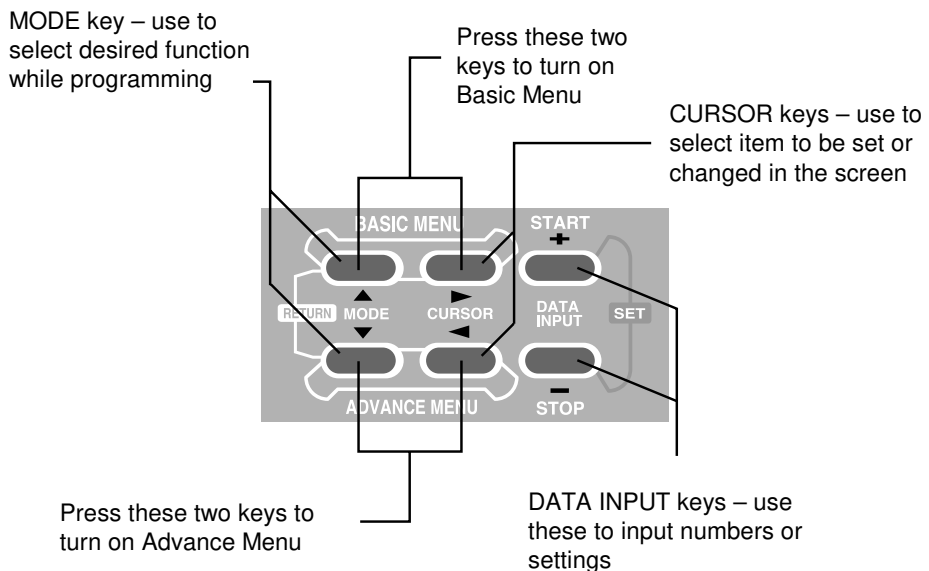 MODE key – use to
select desired function
while programming
Press these two
keys to turn on
Basic Menu
CURSOR keys – use to
select item to be set or
changed in the screen
BASIC MENU
START
+
RETURN
MODE
CURSOR
DATA
INPUT
SET
ADVANCE MENU
–
STOP
Press these two keys to
turn on Advance Menu
DATA INPUT keys – use
these to input numbers or
settings